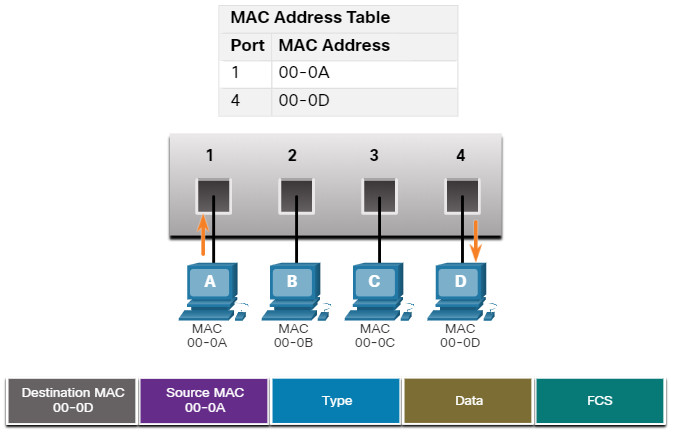 MAC Address Table
Port MAC Address
1 00-0A
4 00-0D
1 2 3 4
A B C D
MAC MAC MAC MAC
00-0A 00-0B 00-0C 00-0D
Destination MAC Source MAC Type Data FCS
00-0D 00-0A